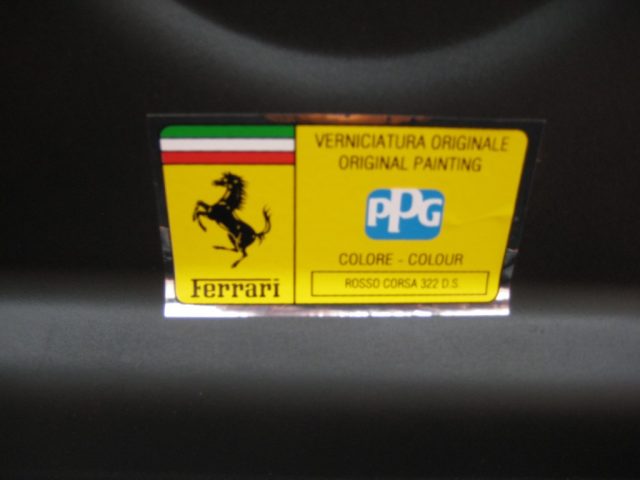 VERNICIATURA ORIGINALE
ORIGINAL PAINTING
PPG
COLORE - COLOUR
ROSSO CORSA 322 D.S.
Ferrari